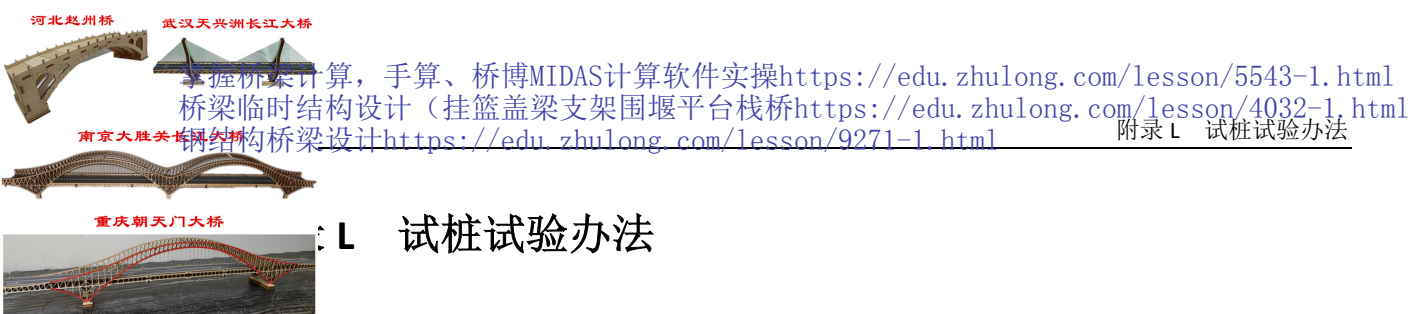 河北赵州桥
武汉天兴洲长江大桥
掌握桥梁计算，手算、桥博MIDAS计算软件实操https://edu.zhulong.com/lesson/5543-1.html
桥梁临时结构设计（挂篮盖梁支架围堰平台栈桥https://edu.zhulong.com/lesson/4032-1.html
南京大胜关长江大桥
钢结构桥梁设计https://edu.zhulong.com/lesson/9271-1.html
附录 L 试桩试验办法
重庆朝天门大桥
L 试桩试验办法